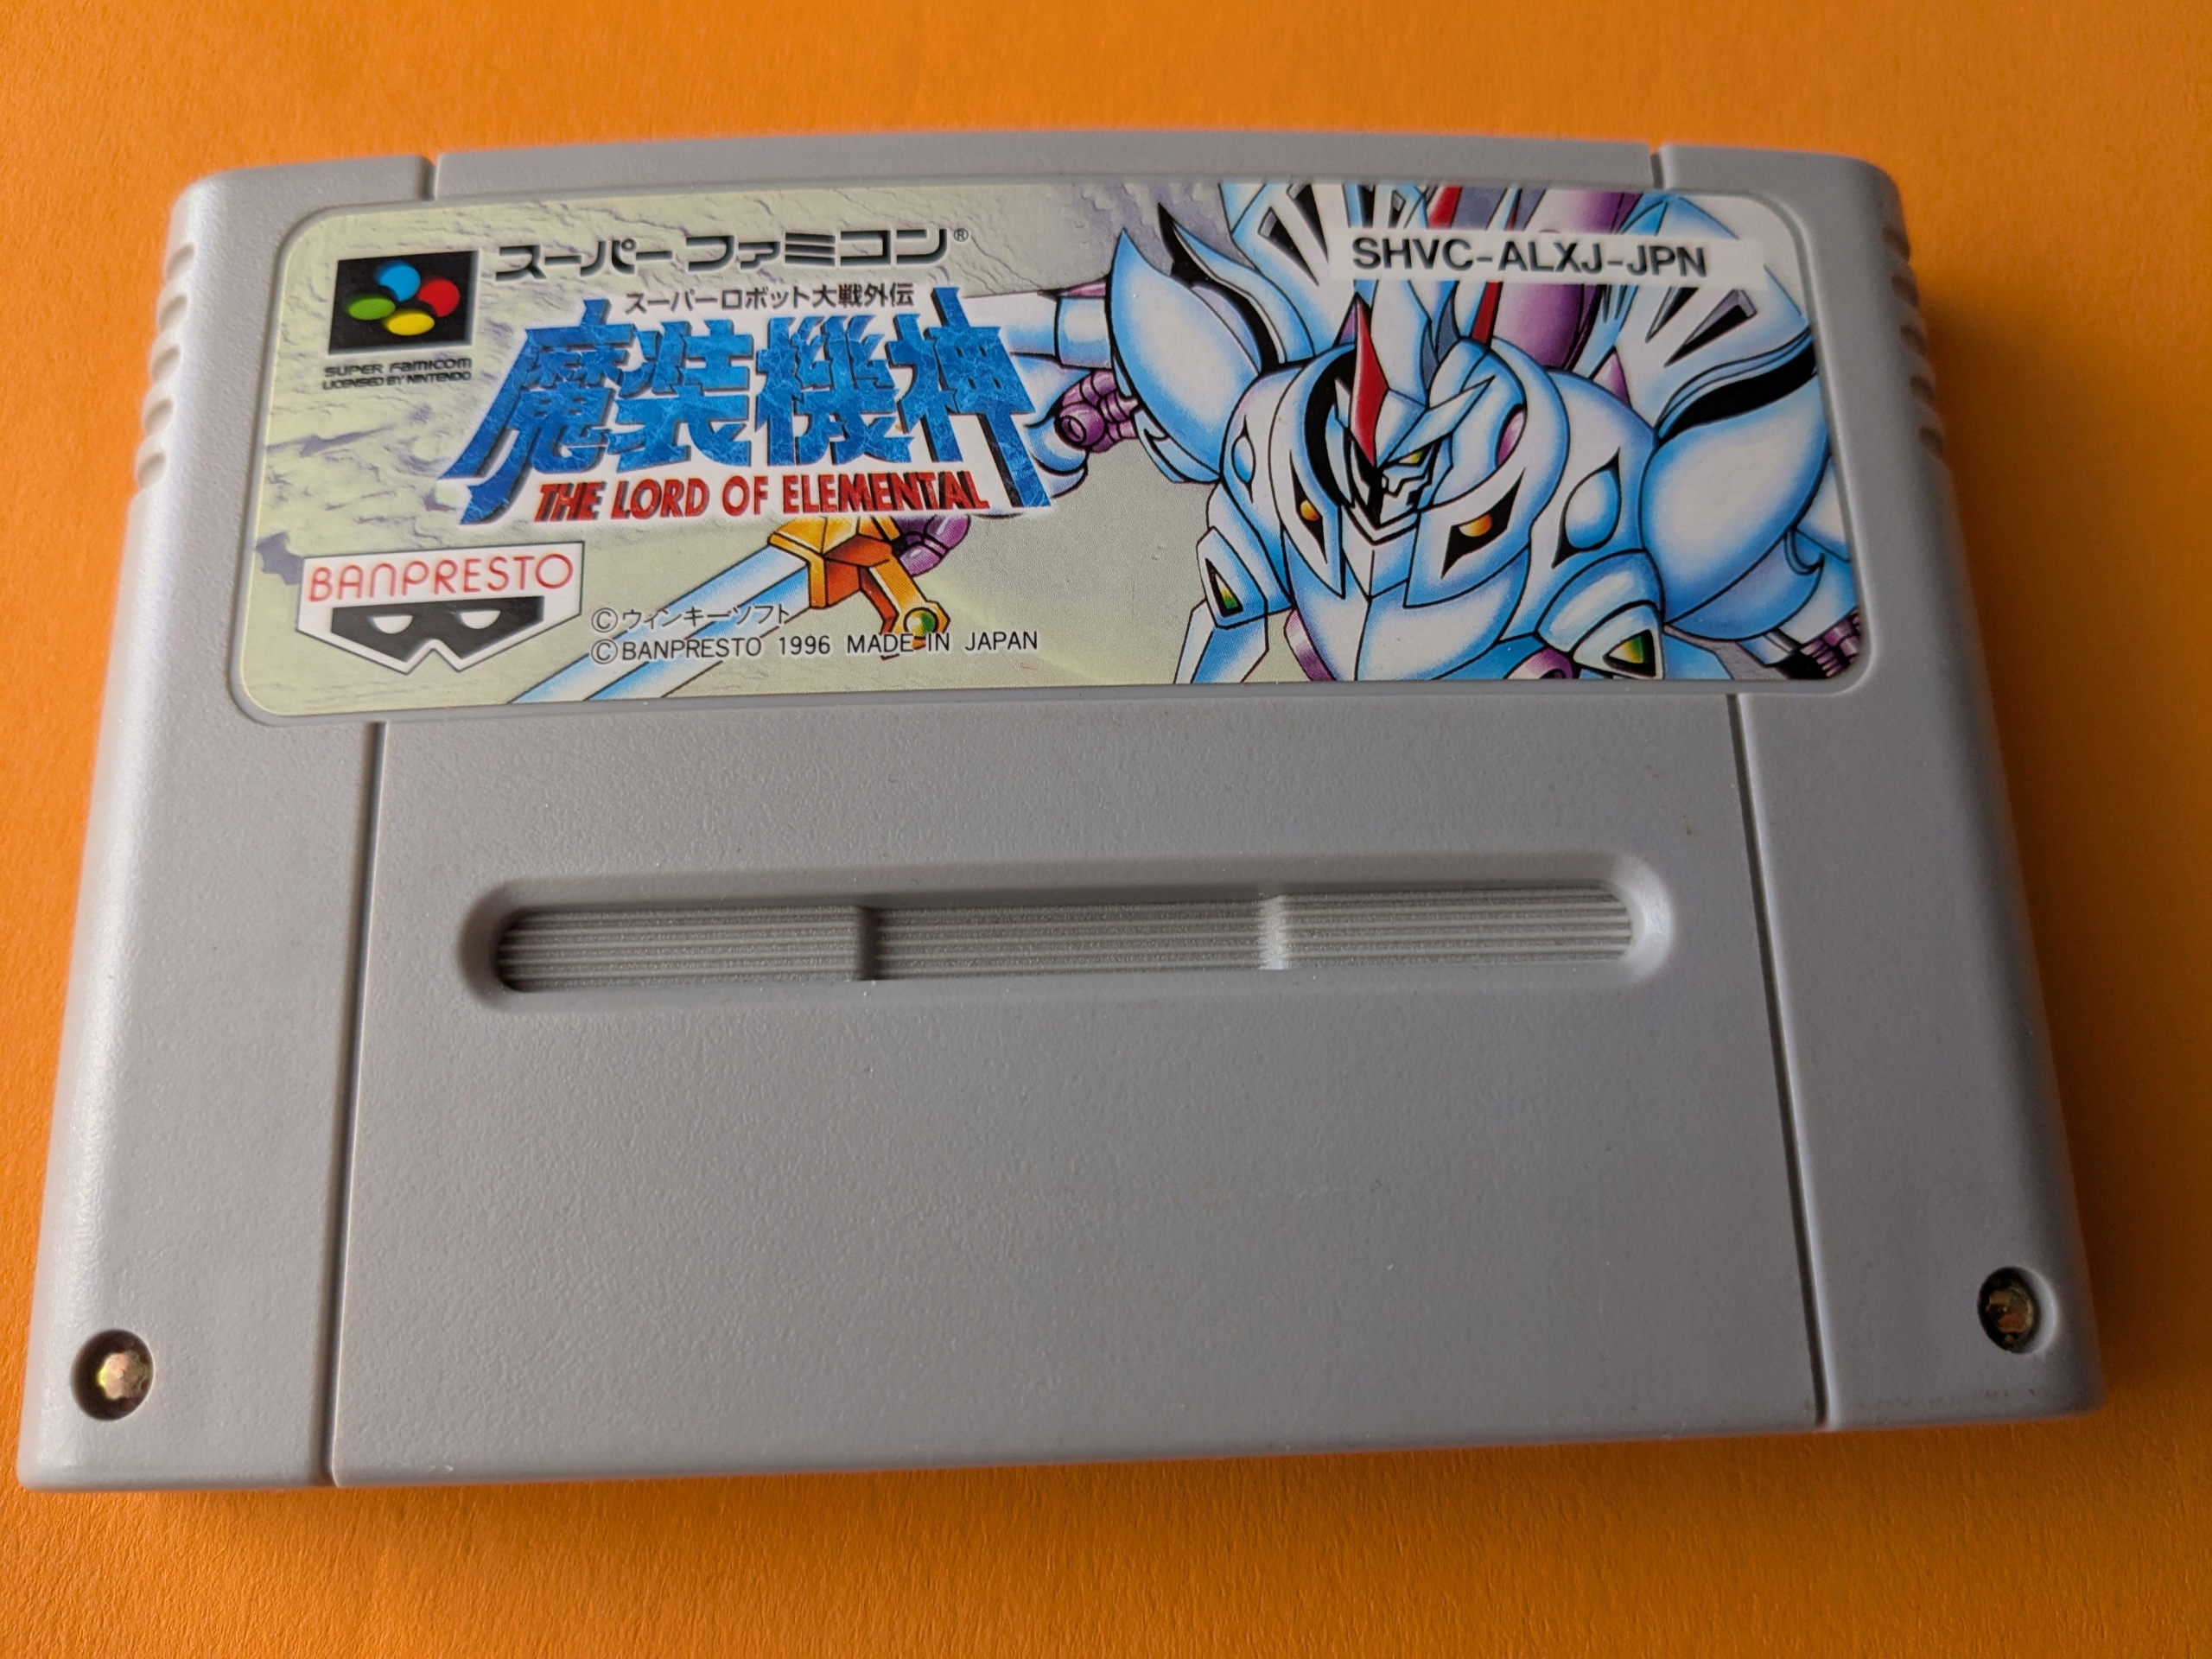 スーパーファミコン®
SHVC-ALXJ-JPN
スーパーロボット大戦外伝
魔装機神
THE LORD OF ELEMENTAL
SUPER FAMICOM
LICENSED BY NINTENDO
BANPRESTO
©ウィンキーソフト
©BANPRESTO 1996 MADE IN JAPAN